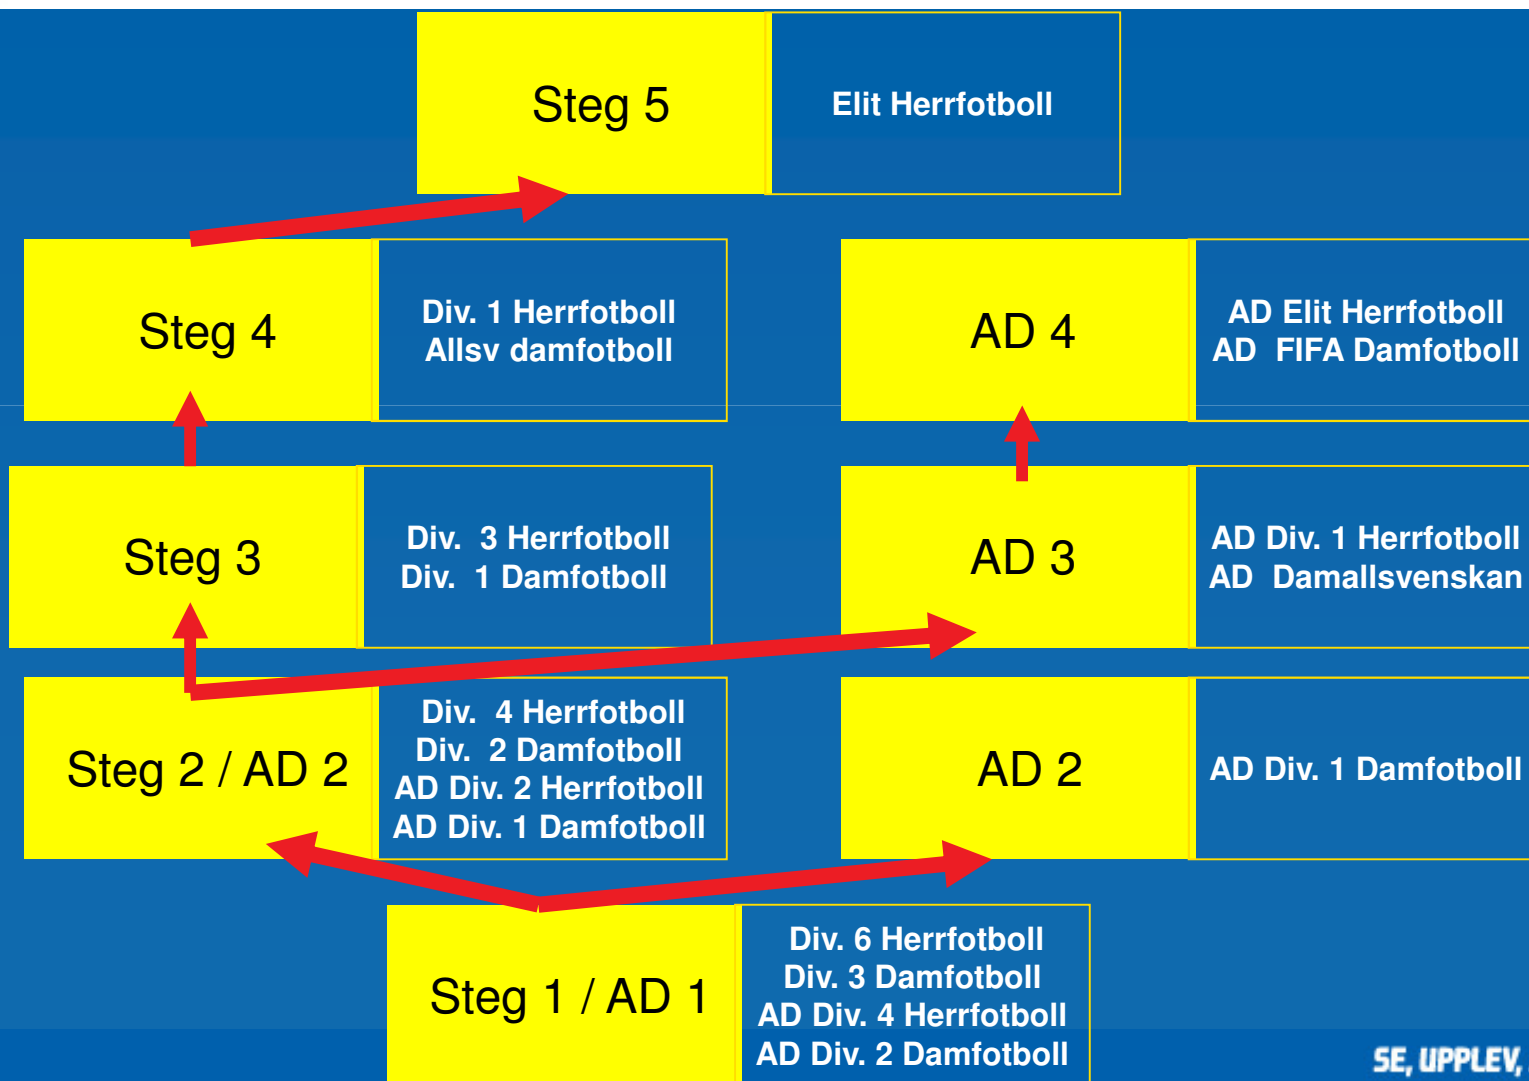 Steg 5
Elit Herrfotboll
Steg 4
Div. 1 Herrfotboll
Allsv damfotboll
AD 4
AD Elit Herrfotboll
AD FIFA Damfotboll
Steg 3
Div. 3 Herrfotboll
Div. 1 Damfotboll
AD 3
AD Div. 1 Herrfotboll
AD Damallsvenskan
Steg 2 / AD 2
Div. 4 Herrfotboll
Div. 2 Damfotboll
AD Div. 2 Herrfotboll
AD Div. 1 Damfotboll
AD 2
AD Div. 1 Damfotboll
Steg 1 / AD 1
Div. 6 Herrfotboll
Div. 3 Damfotboll
AD Div. 4 Herrfotboll
AD Div. 2 Damfotboll
SE, UPPLEV,